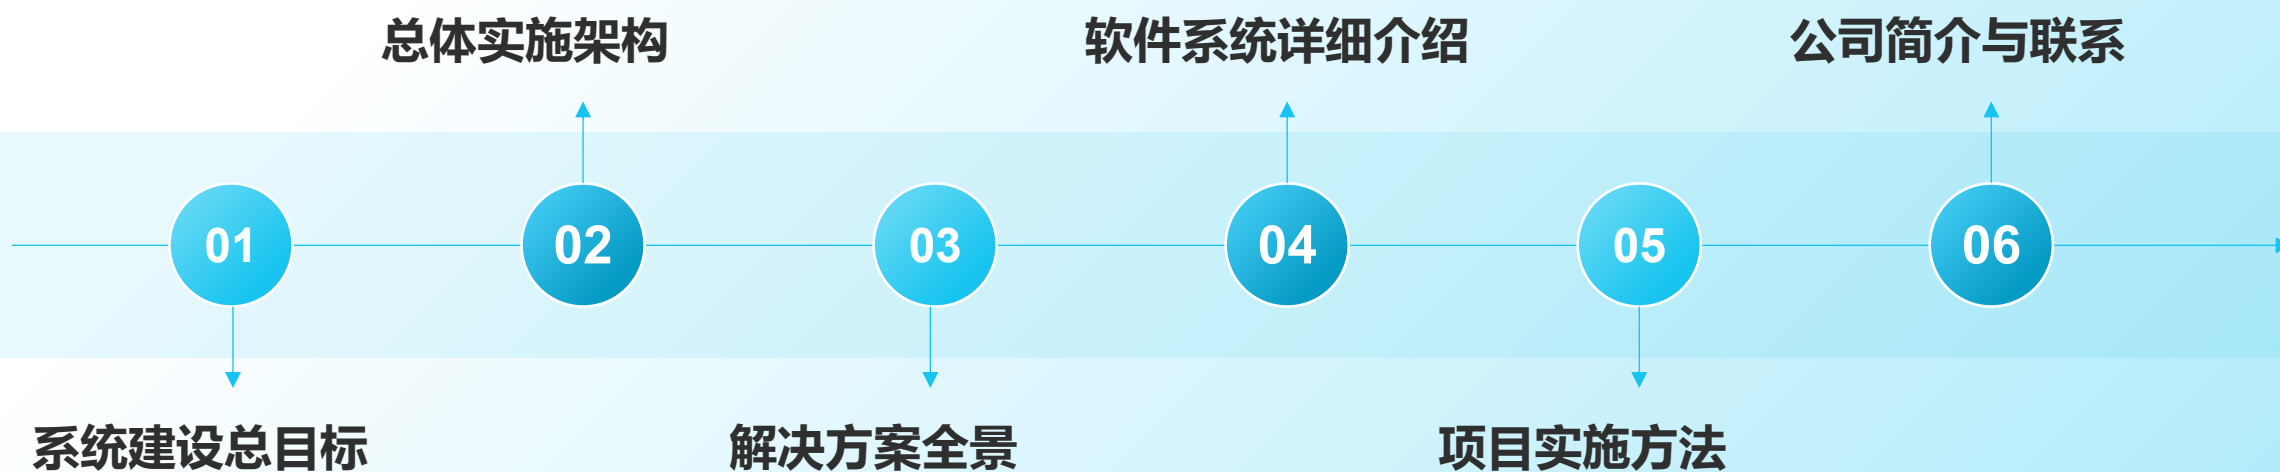 总体实施架构
软件系统详细介绍
公司简介与联系
01
02
03
04
05
06
系统建设总目标
解决方案全景
项目实施方法